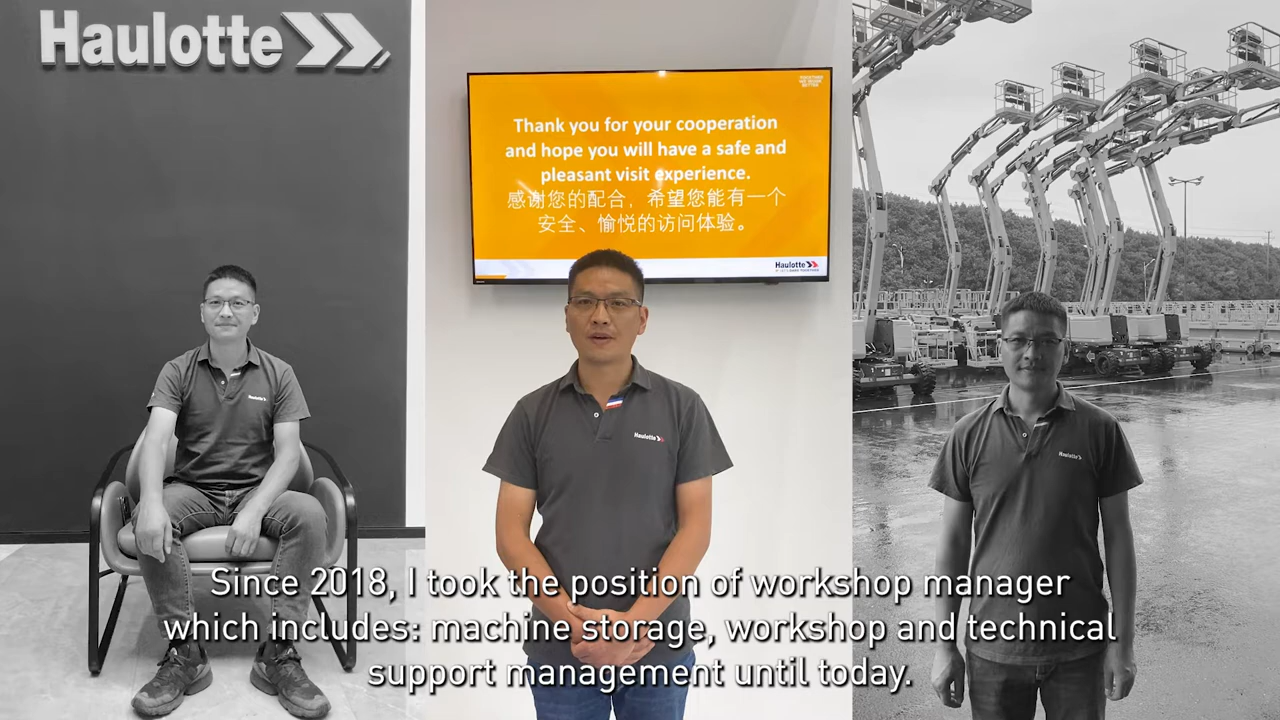 Haulotte
Thank you for your cooperation
and hope you will have a safe and
pleasant visit experience.
感谢您的配合，希望您能有一个
安全、愉悦的访问体验。
Haulotte
Haulotte
Haulotte
Haulotte
Since 2018, I took the position of workshop manager
which includes: machine storage, workshop and technical
support management until today.